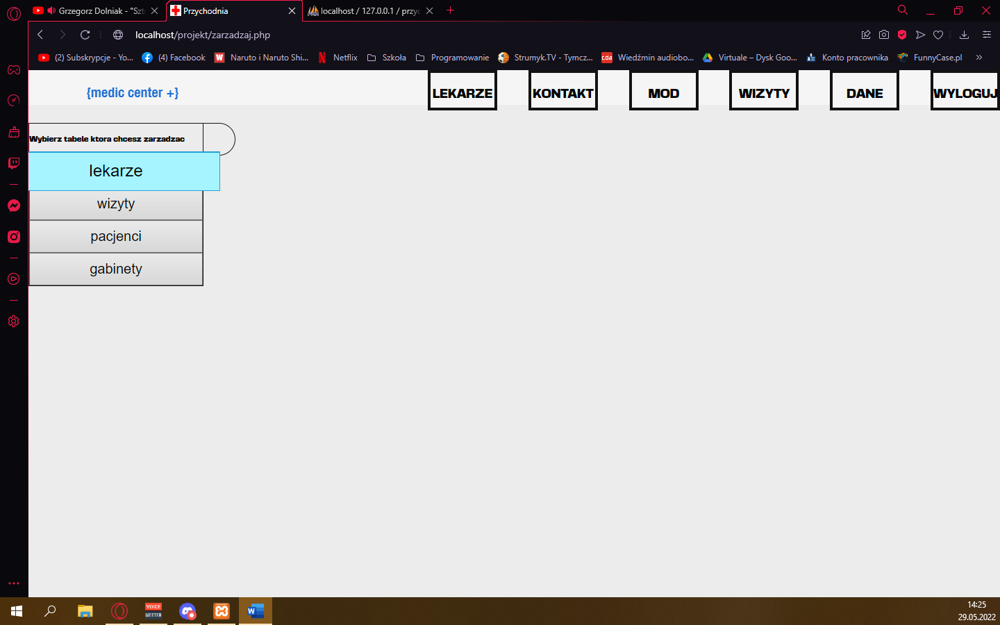 Grzegorz Dolniak - "Szt
Przychodnia
localhost / 127.0.0.1 / przyc
localhost/projekt/zarzadzaj.php
(2) Subskrypcje - Yo...
(4) Facebook
W
Naruto i Naruto Shi...
Netflix
Szkoła
Programowanie
Strumyk.TV - Tymcz...
cda
Wiedźmin audiobo...
Virtuale – Dysk Goo...
Konto pracownika
FunnyCase.pl
{medic center +}
LEKARZE
KONTAKT
MOD
WIZYTY
DANE
WYLOGUJ
Wybierz tabele ktora chcesz zarzadzac
lekarze
wizyty
pacjenci
gabinety
VOICE
MEETER
W
14:25
29.05.2022